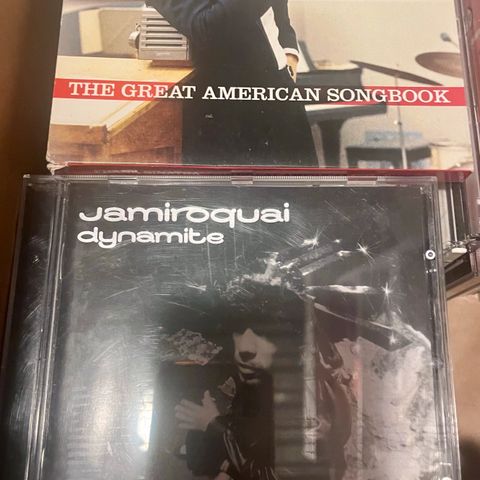 THE GREAT AMERICAN SONGBOOK
Jamiroquai
dynamite